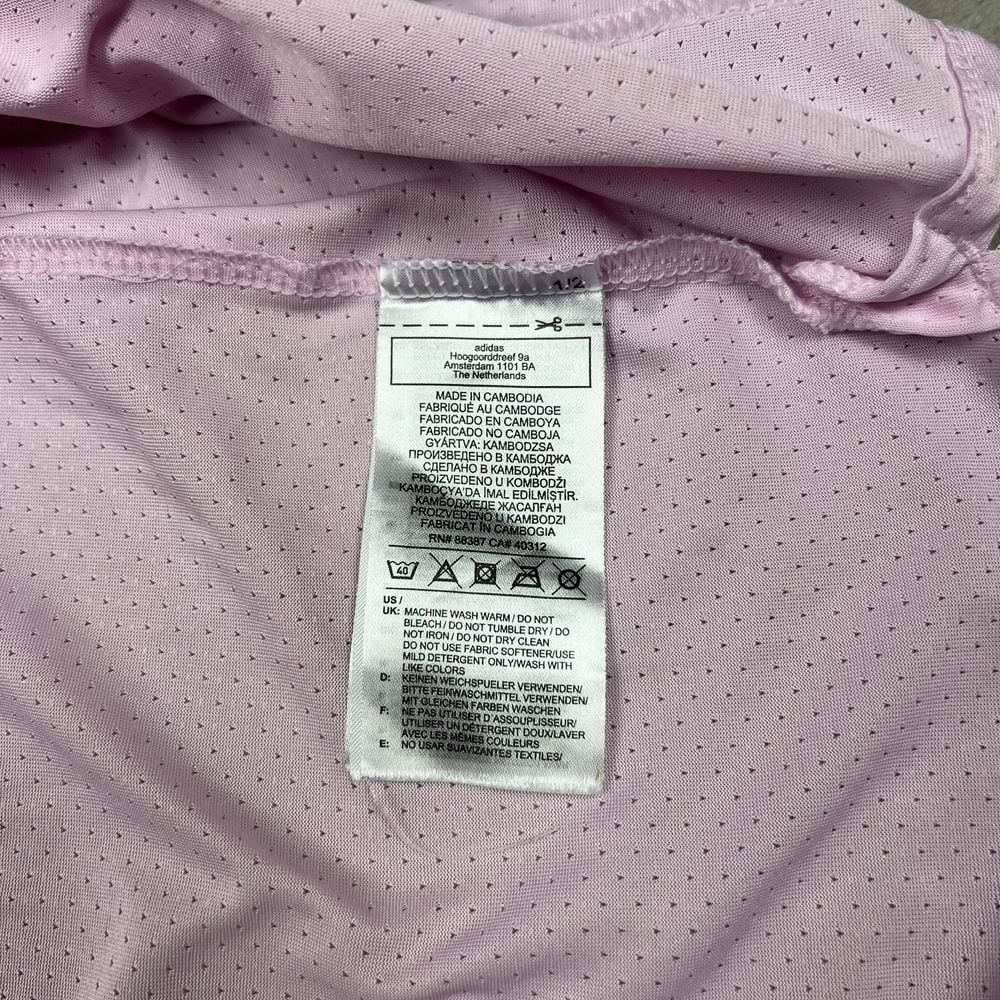 1/2
adidas
Hoogoorddreef 9a
Amsterdam 1101 BA
The Netherlands
MADE IN CAMBODIA
FABRIQUÉ AU CAMBODGE
FABRICADO EN CAMBOYA
FABRICADO NO CAMBOJA
GYÁRTVA: KAMBODZSA
ПРОИЗВЕДЕНО В КАМБОДЖА
СДЕЛАНО В КАМБОДЖЕ
PROIZVEDENO U KOMBODŽI
KAMBOÇYA'DA İMAL EDİLMİŞTİR.
КАМБОДЖЕДЕ ЖАСАЛҒАН
PROIZVEDENO U KAMBODZI
FABRICAT ÎN CAMBOGIA
RN# 88387 CA# 40312
40
US /
UK: MACHINE WASH WARM / DO NOT
BLEACH / DO NOT TUMBLE DRY / DO
NOT IRON / DO NOT DRY CLEAN
DO NOT USE FABRIC SOFTENER/USE
MILD DETERGENT ONLY/WASH WITH
LIKE COLORS
D: KEINEN WEICHSPUELER VERWENDEN/
BITTE FEINWASCHMITTEL VERWENDEN/
MIT GLEICHEN FARBEN WASCHEN
F: NE PAS UTILISER D'ASSOUPLISSEUR/
UTILISER UN DÉTERGENT DOUX/LAVER
AVEC LES MÊMES COULEURS
E: NO USAR SUAVIZANTES TEXTILES/